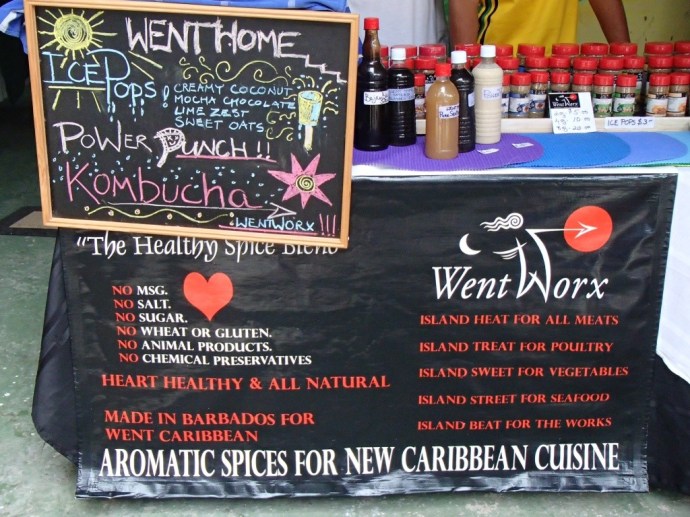 WENTHOME
ICE POPS!
CREAMY COCONUT
MOCHA CHOCOLATE
LIME ZEST
SWEET OATS
POWER PUNCH!!
KOMBUCHA
WENTWORX!!!
"The Healthy Spice Blend"
NO MSG.
NO SALT.
NO SUGAR.
NO WHEAT OR GLUTEN.
NO ANIMAL PRODUCTS.
NO CHEMICAL PRESERVATIVES
HEART HEALTHY & ALL NATURAL
MADE IN BARBADOS FOR
WENT CARIBBEAN
Went Worx
ISLAND HEAT FOR ALL MEATS
ISLAND TREAT FOR POULTRY
ISLAND SWEET FOR VEGETABLES
ISLAND STREET FOR SEAFOOD
ISLAND BEAT FOR THE WORKS
AROMATIC SPICES FOR NEW CARIBBEAN CUISINE
WENTWORX
ICE POPS $3